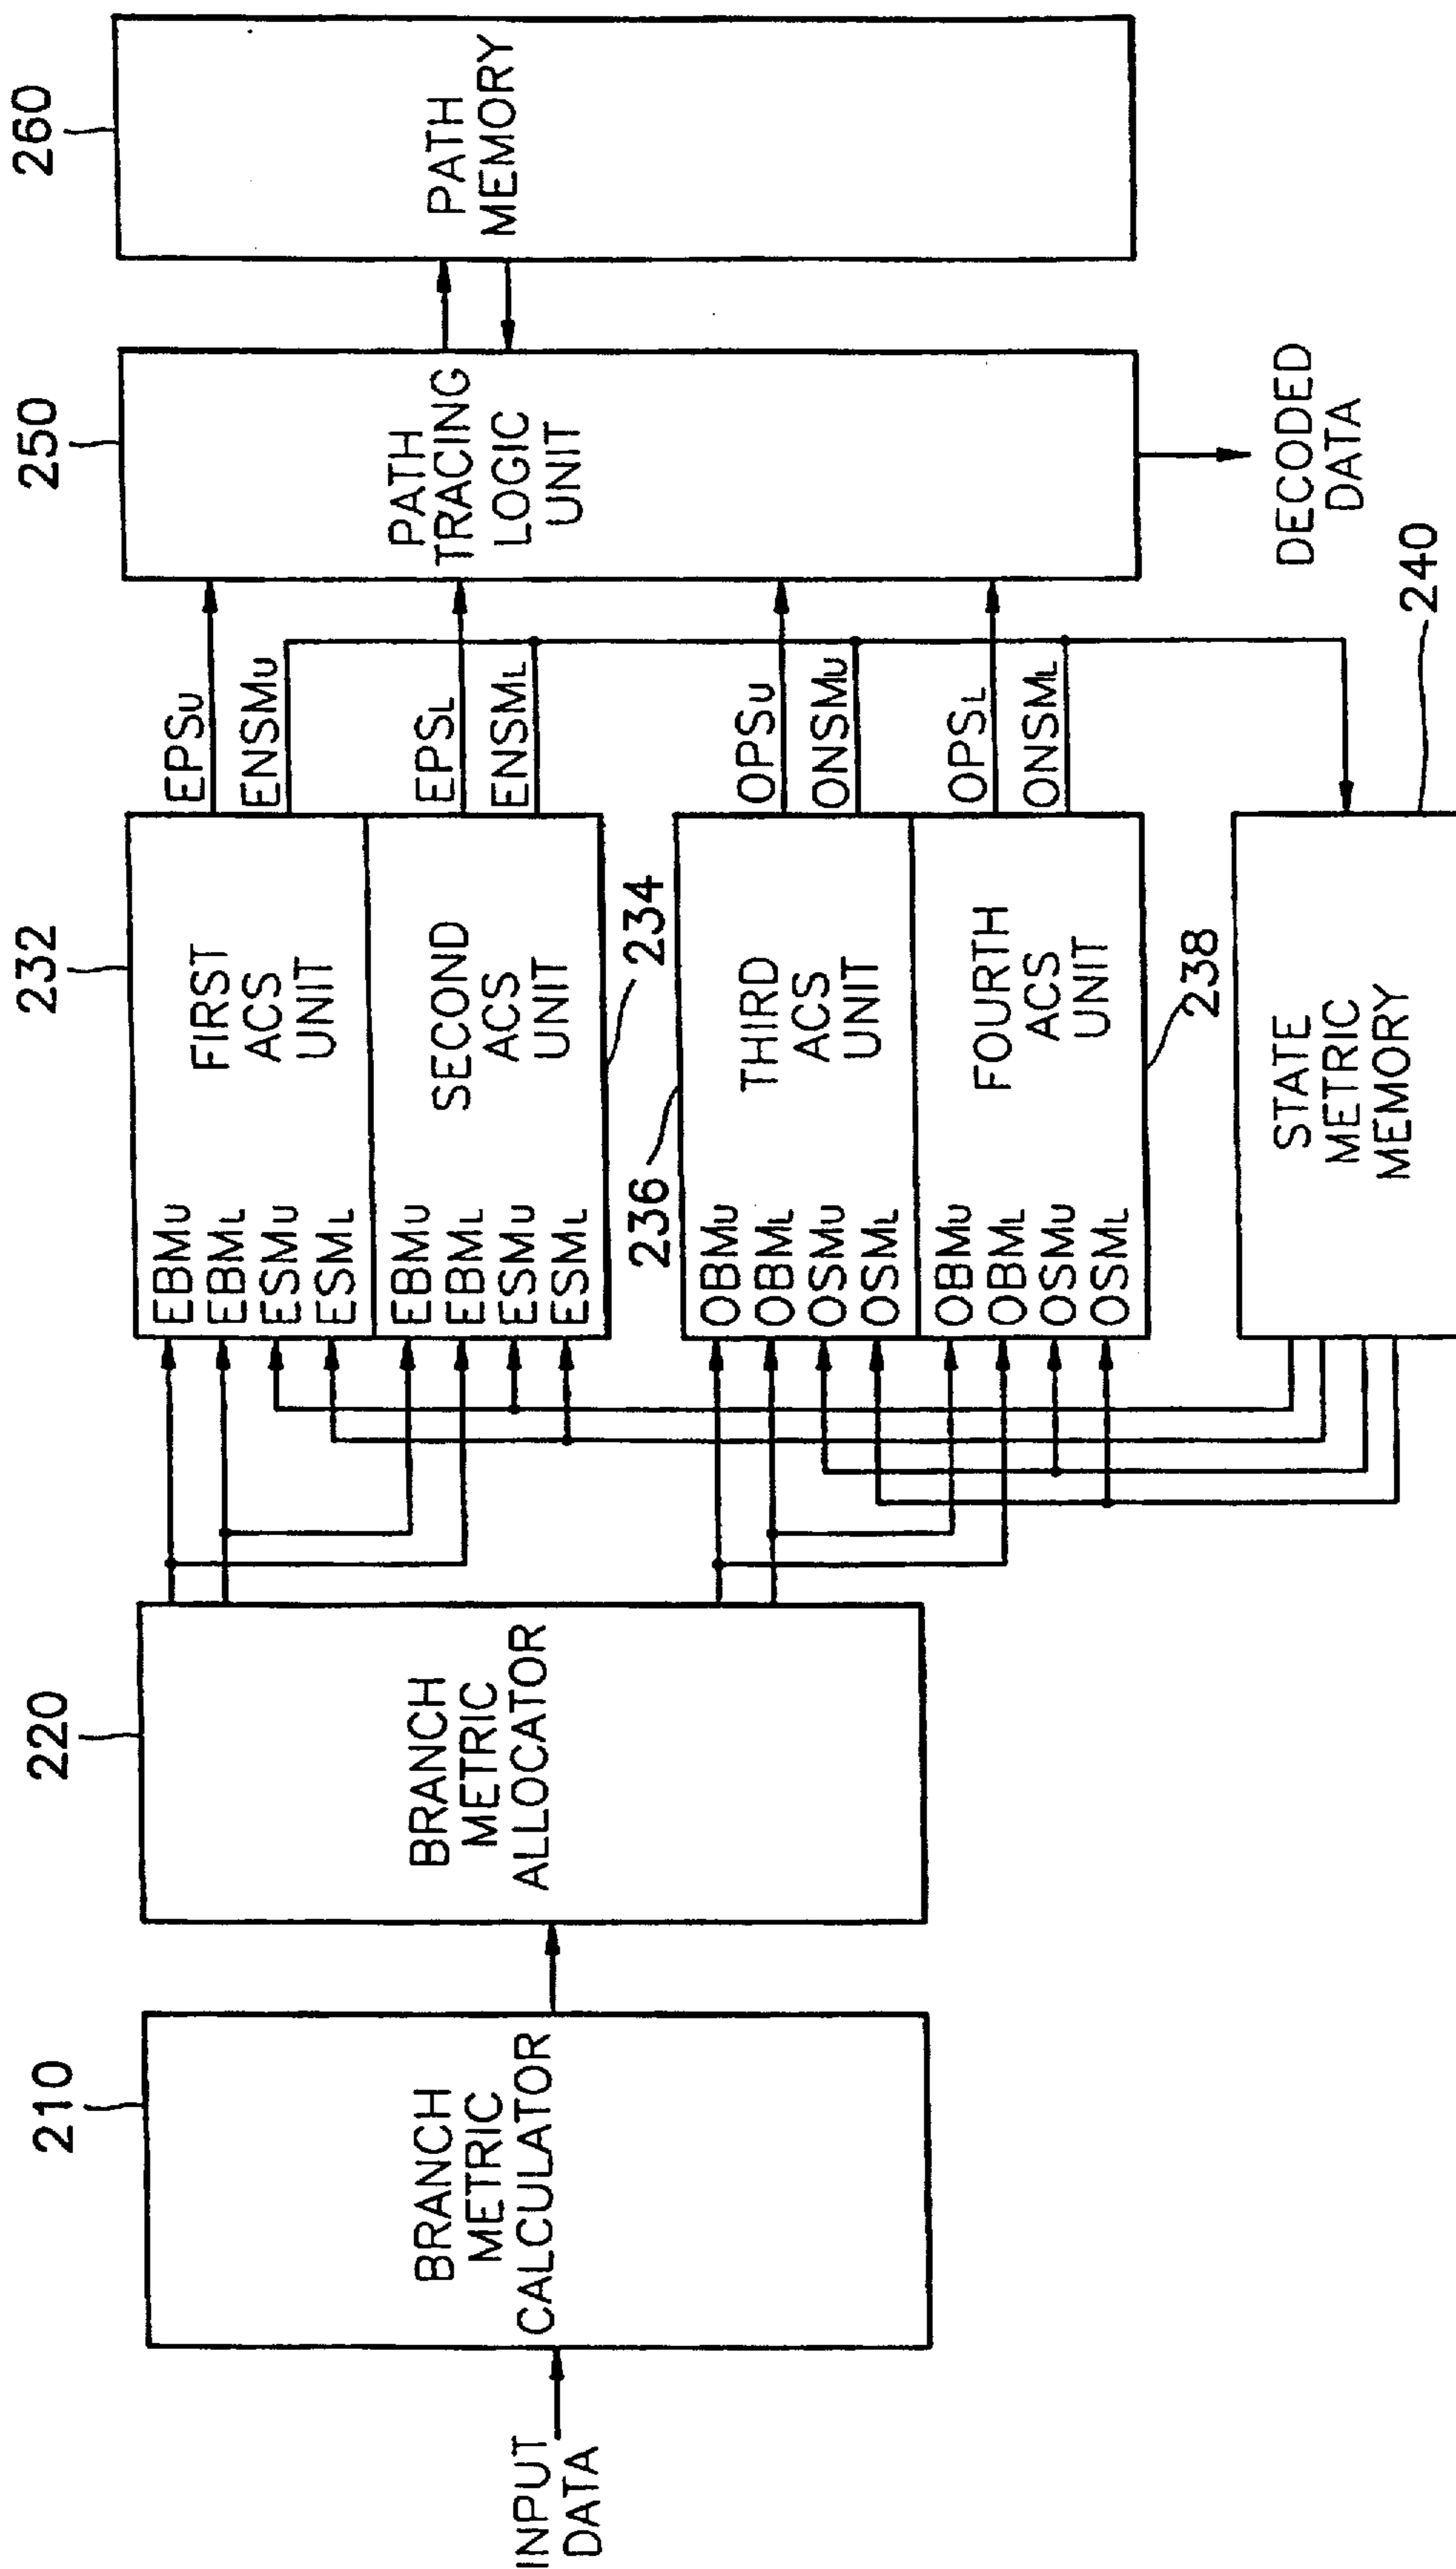 INPUT
DATA
210
BRANCH
METRIC
CALCULATOR
220
BRANCH
METRIC
ALLOCATOR
232
EBMU
EBML
ESMU
ESML
FIRST
ACS
UNIT
EPSU
ENSMU
EBMU
EBML
ESMU
ESML
SECOND
ACS
UNIT
EPSL
ENSML
234
236
OBMU
OBML
OSMU
OSML
THIRD
ACS
UNIT
OPSU
ONSMU
OBMU
OBML
OSMU
OSML
FOURTH
ACS
UNIT
OPSL
ONSML
238
STATE
METRIC
MEMORY
240
250
PATH
TRACING
LOGIC
UNIT
DECODED
DATA
260
PATH
MEMORY